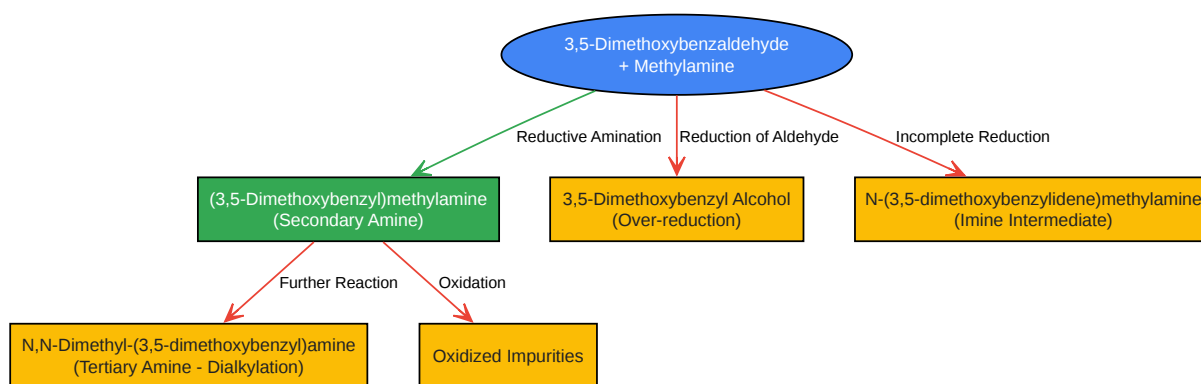 3,5-Dimethoxybenzaldehyde
+ Methylamine
Reductive Amination
Reduction of Aldehyde
Incomplete Reduction
(3,5-Dimethoxybenzyl)methylamine
(Secondary Amine)
3,5-Dimethoxybenzyl Alcohol
(Over-reduction)
N-(3,5-dimethoxybenzylidene)methylamine
(Imine Intermediate)
Further Reaction
Oxidation
N,N-Dimethyl-(3,5-dimethoxybenzyl)amine
(Tertiary Amine - Dialkylation)
Oxidized Impurities